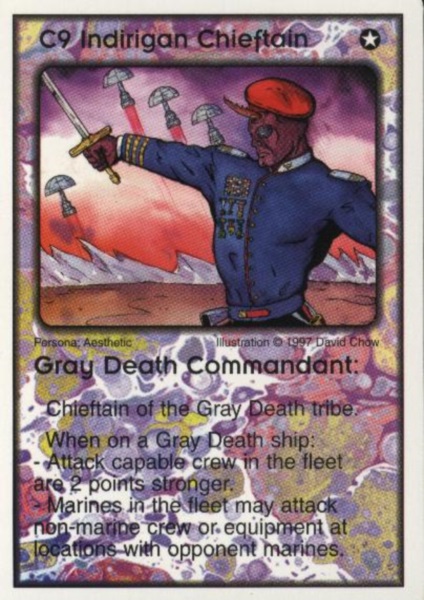 C9 Indirigan Chieftain
Persona: Aesthetic Illustration © 1997 David Chow
Gray Death Commandant:
Chieftain of the Gray Death tribe.
When on a Gray Death ship:
- Attack capable crew in the fleet
are 2 points stronger.
- Marines in the fleet may attack
non-marine crew or equipment at
locations with opponent marines.